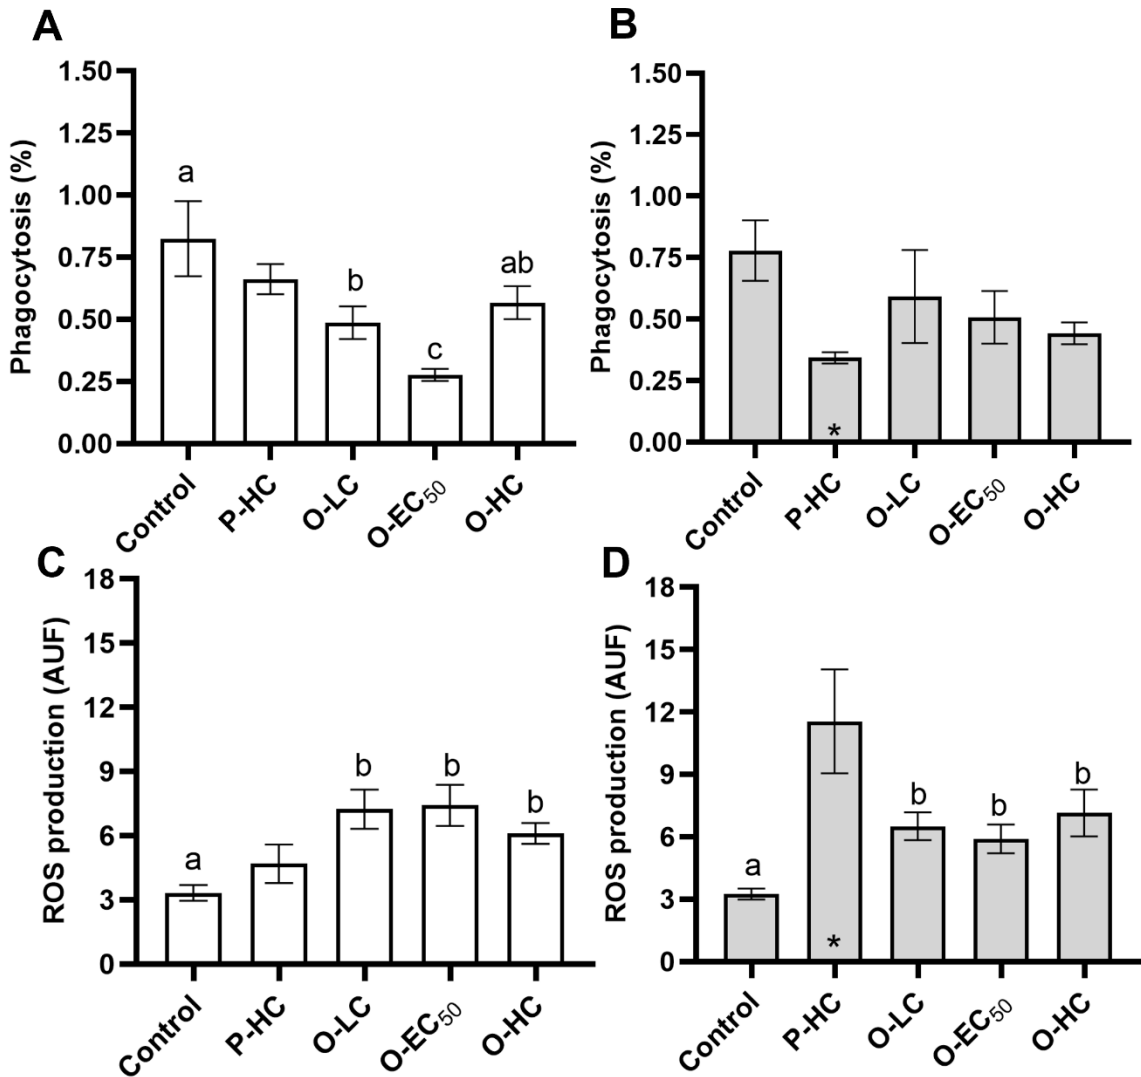 A
Phagocytosis (%)
1.50
1.25
1.00
0.75
0.50
0.25
0.00
a
b
c
ab
Control
P-HC
O-LC
O-EC₅₀
O-HC
B
Phagocytosis (%)
1.50
1.25
1.00
0.75
0.50
0.25
0.00
*
Control
P-HC
O-LC
O-EC₅₀
O-HC
C
ROS production (AUF)
18
15
12
9
6
3
0
a
b
b
b
Control
P-HC
O-LC
O-EC₅₀
O-HC
D
ROS production (AUF)
18
15
12
9
6
3
0
a
*
b
b
b
Control
P-HC
O-LC
O-EC₅₀
O-HC